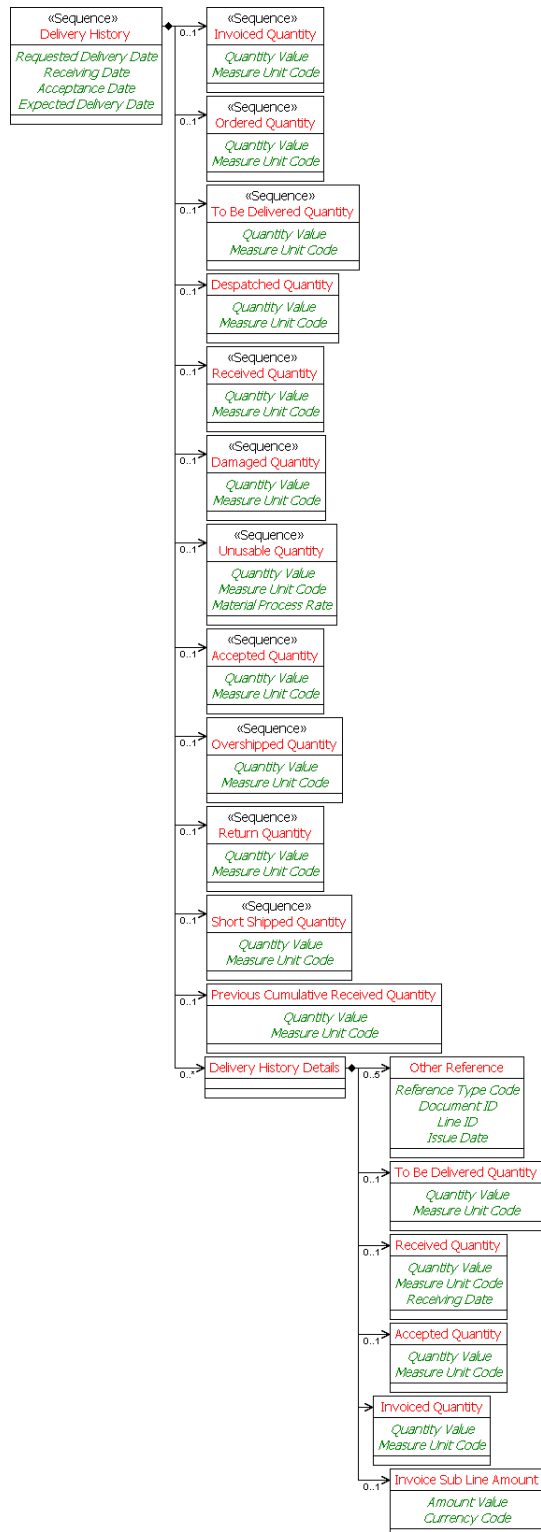 «Sequence»
Delivery History
Requested Delivery Date
Receiving Date
Acceptance Date
Expected Delivery Date
0..1
«Sequence»
Invoiced Quantity
Quantity Value
Measure Unit Code
0..1
«Sequence»
Ordered Quantity
Quantity Value
Measure Unit Code
0..1
«Sequence»
To Be Delivered Quantity
Quantity Value
Measure Unit Code
0..1
Despatched Quantity
Quantity Value
Measure Unit Code
0..1
«Sequence»
Received Quantity
Quantity Value
Measure Unit Code
0..1
«Sequence»
Damaged Quantity
Quantity Value
Measure Unit Code
0..1
«Sequence»
Unusable Quantity
Quantity Value
Measure Unit Code
Material Process Rate
0..1
«Sequence»
Accepted Quantity
Quantity Value
Measure Unit Code
0..1
«Sequence»
Overshipped Quantity
Quantity Value
Measure Unit Code
0..1
«Sequence»
Return Quantity
Quantity Value
Measure Unit Code
0..1
«Sequence»
Short Shipped Quantity
Quantity Value
Measure Unit Code
0..1
Previous Cumulative Received Quantity
Quantity Value
Measure Unit Code
0..*
Delivery History Details
0..5
Other Reference
Reference Type Code
Document ID
Line ID
Issue Date
0..1
To Be Delivered Quantity
Quantity Value
Measure Unit Code
0..1
Received Quantity
Quantity Value
Measure Unit Code
Receiving Date
0..1
Accepted Quantity
Quantity Value
Measure Unit Code
Invoiced Quantity
Quantity Value
Measure Unit Code
0..1
Invoice Sub Line Amount
Amount Value
Currency Code